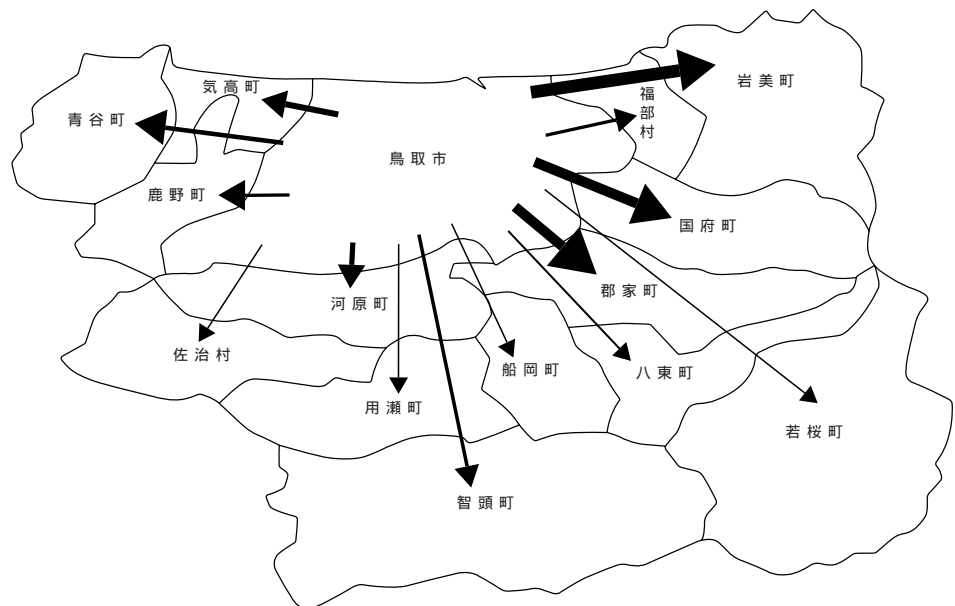 気高町
岩美町
青谷町
福部村
鳥取市
鹿野町
国府町
郡家町
河原町
佐治村
船岡町
八東町
用瀬町
若桜町
智頭町